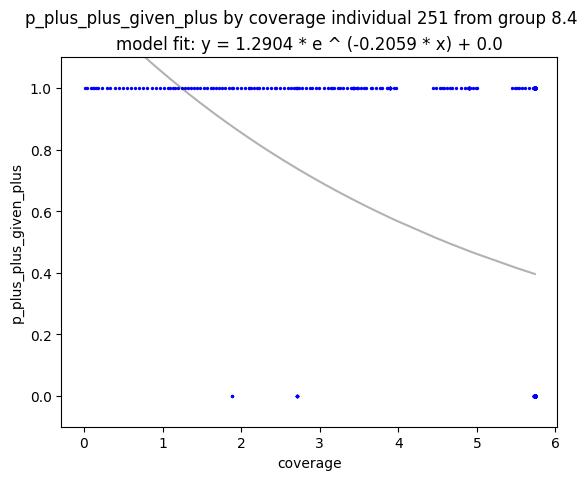 p_plus_plus_given_plus by coverage individual 251 from group 8.4
model fit: y = 1.2904 * e ^ (-0.2059 * x) + 0.0
1.0
0.8
0.6
0.4
0.2
0.0
p_plus_plus_given_plus
0 1 2 3 4 5 6
coverage